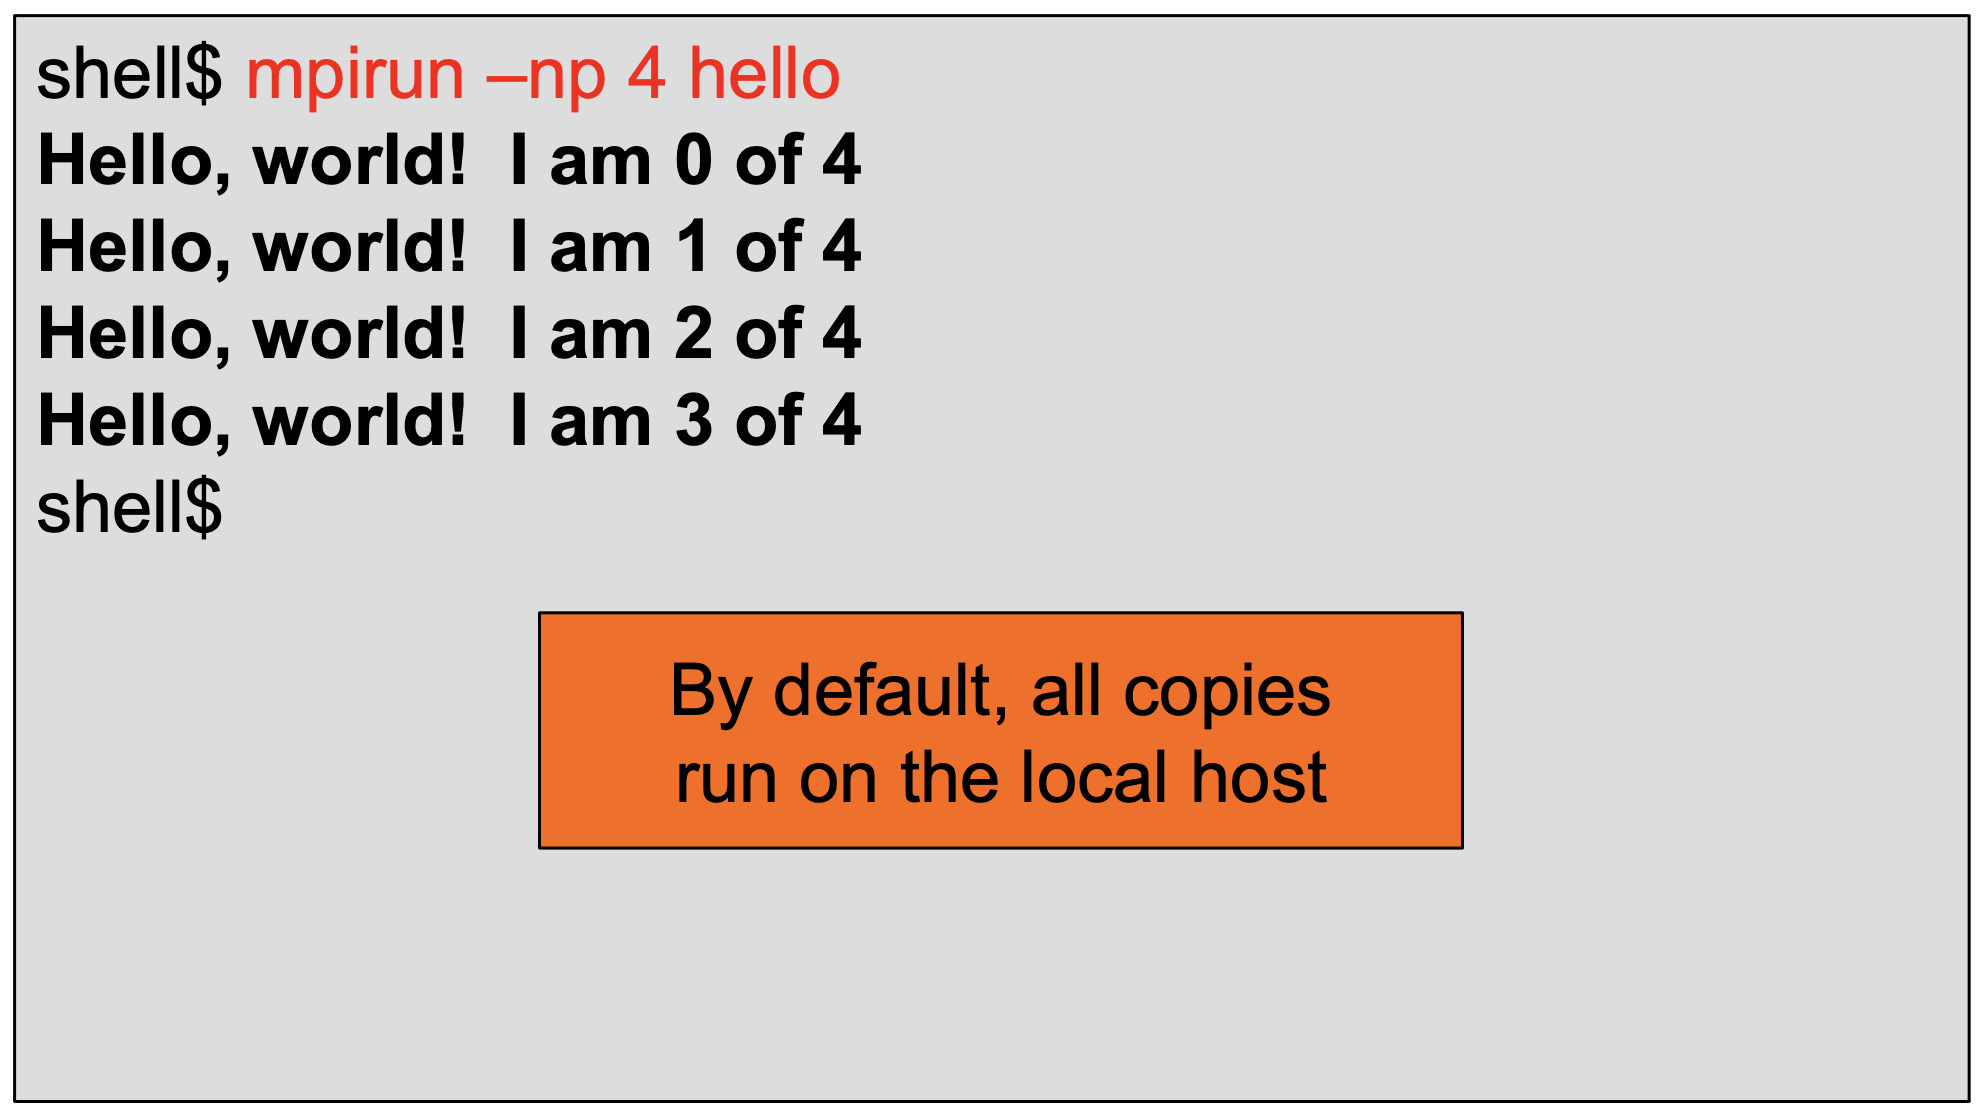 shell$ mpirun –np 4 hello
Hello, world!  I am 0 of 4
Hello, world!  I am 1 of 4
Hello, world!  I am 2 of 4
Hello, world!  I am 3 of 4
shell$
By default, all copies
run on the local host